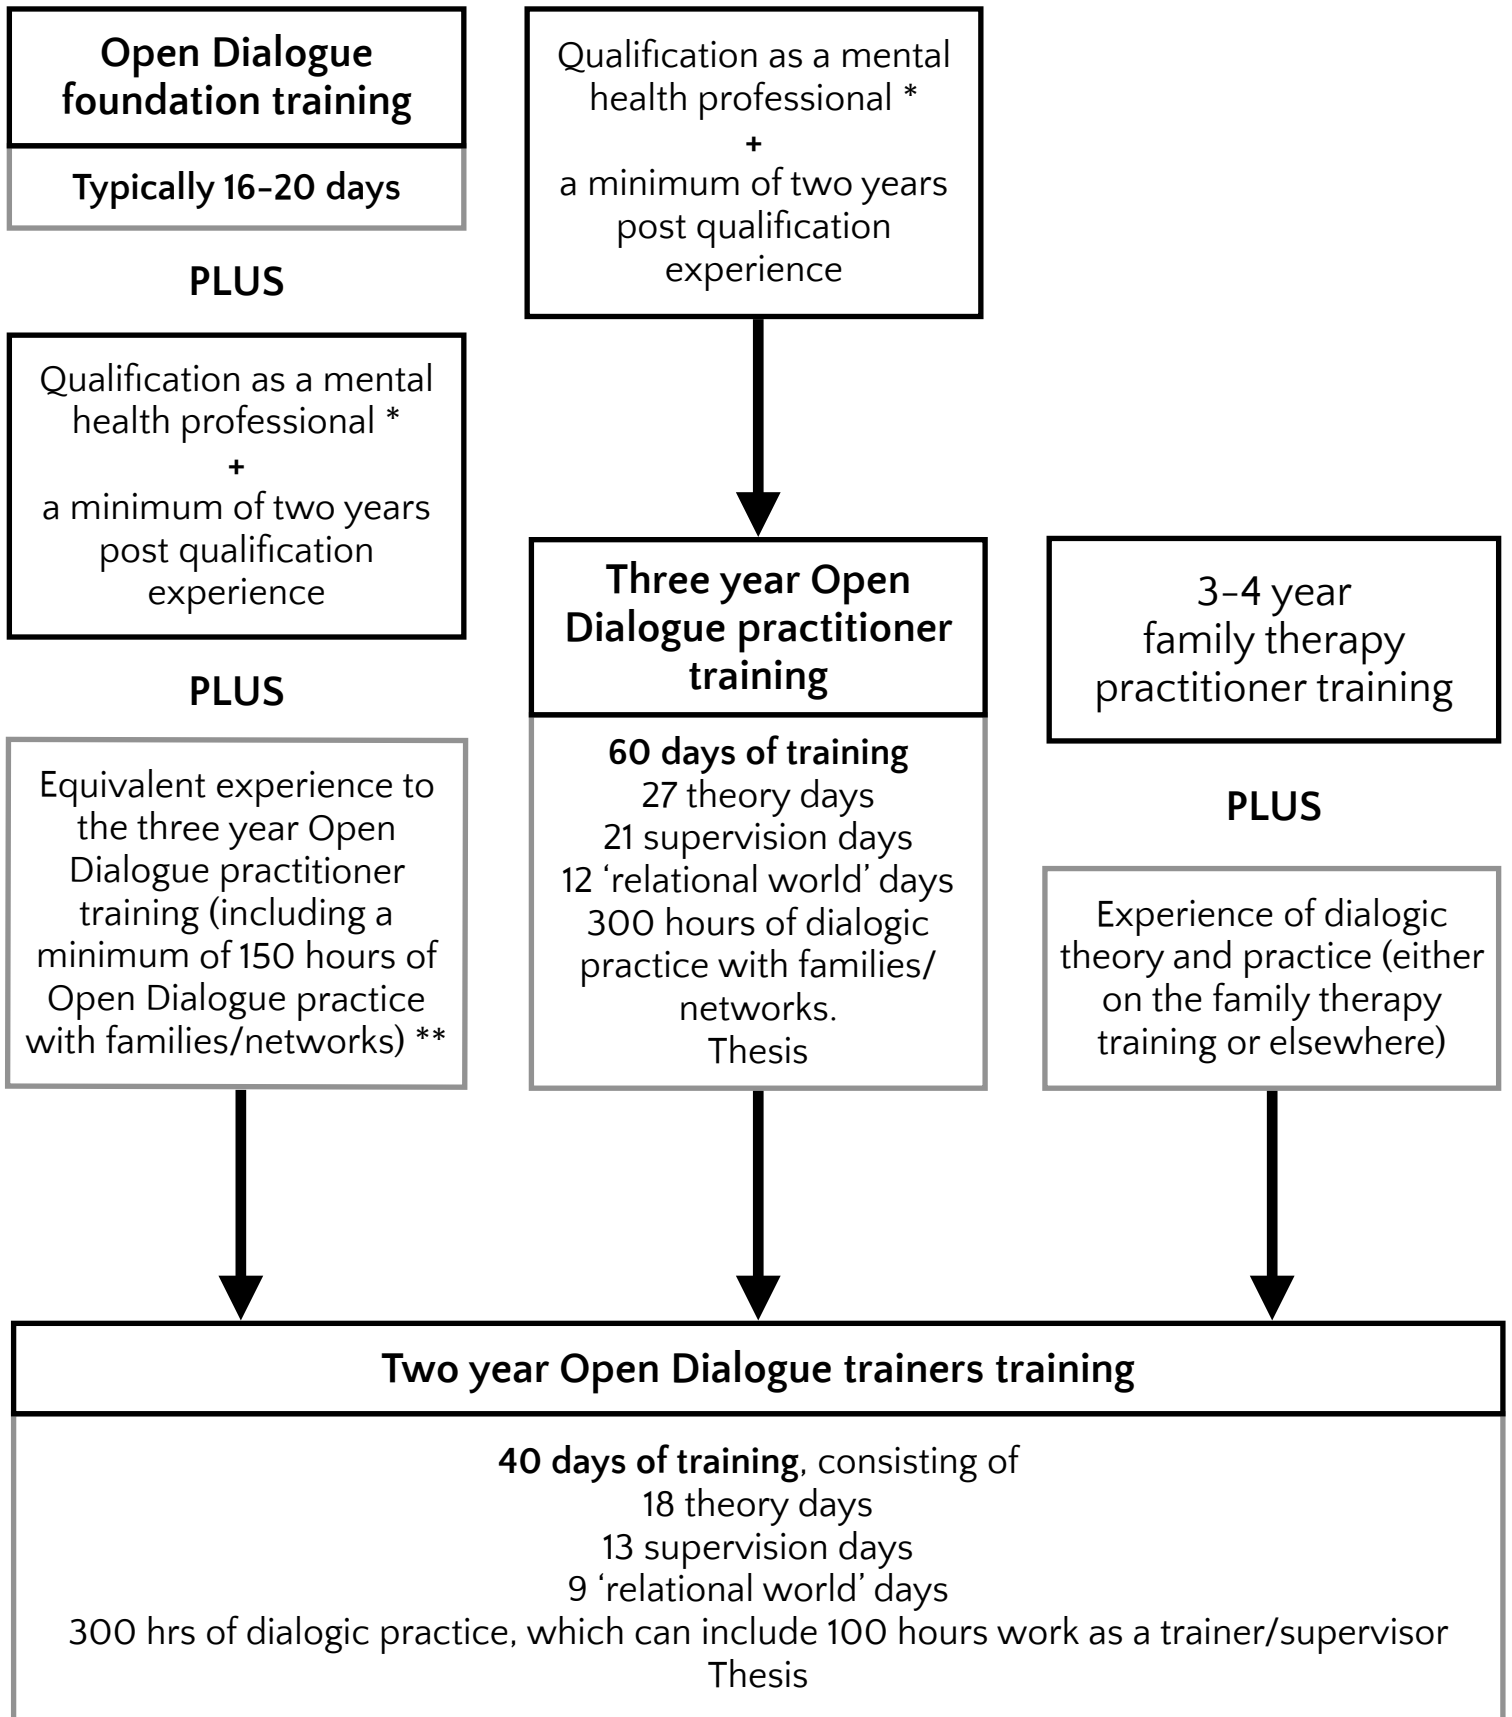 Open Dialogue
foundation training
Typically 16-20 days
PLUS
Qualification as a mental
health professional *
+
a minimum of two years
post qualification
experience
PLUS
Equivalent experience to
the three year Open
Dialogue practitioner
training (including a
minimum of 150 hours of
Open Dialogue practice
with families/networks) **
Qualification as a mental
health professional *
+
a minimum of two years
post qualification
experience
Three year Open
Dialogue practitioner
training
60 days of training
27 theory days
21 supervision days
12 ‘relational world’ days
300 hours of dialogic
practice with families/
networks.
Thesis
3-4 year
family therapy
practitioner training
PLUS
Experience of dialogic
theory and practice (either
on the family therapy
training or elsewhere)
Two year Open Dialogue trainers training
40 days of training, consisting of
18 theory days
13 supervision days
9 ‘relational world’ days
300 hrs of dialogic practice, which can include 100 hours work as a trainer/supervisor
Thesis